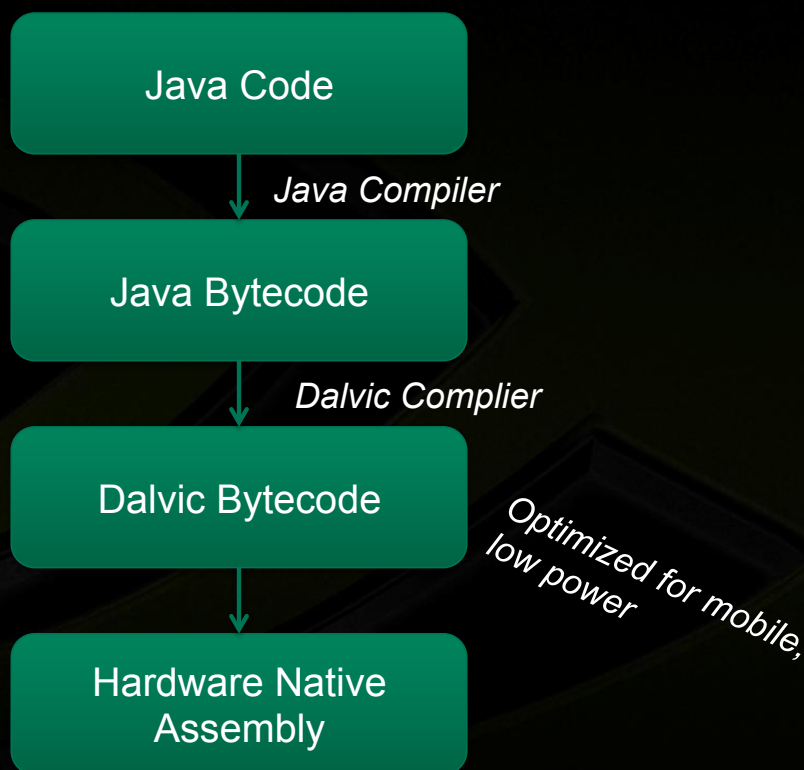 Java Code
Java Compiler
Java Bytecode
Dalvic Complier
Dalvic Bytecode
Optimized for mobile,
low power
Hardware Native
Assembly